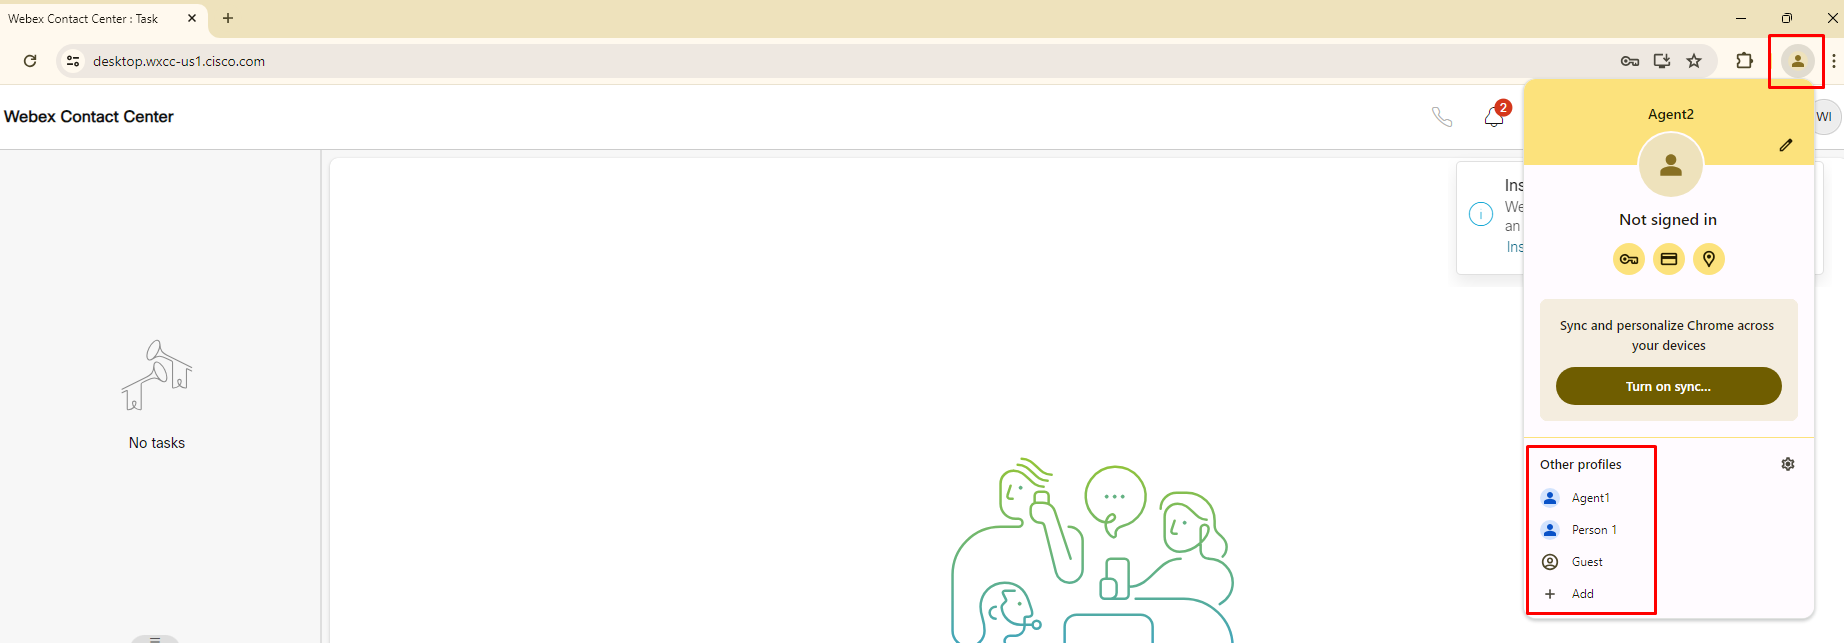 Webex Contact Center : Task
desktop.wxcc-us1.cisco.com
Webex Contact Center
2
WI
Agent2
Ins
We
an
Ins
Not signed in
Sync and personalize Chrome across
your devices
Turn on sync...
No tasks
Other profiles
Agent1
Person 1
Guest
Add